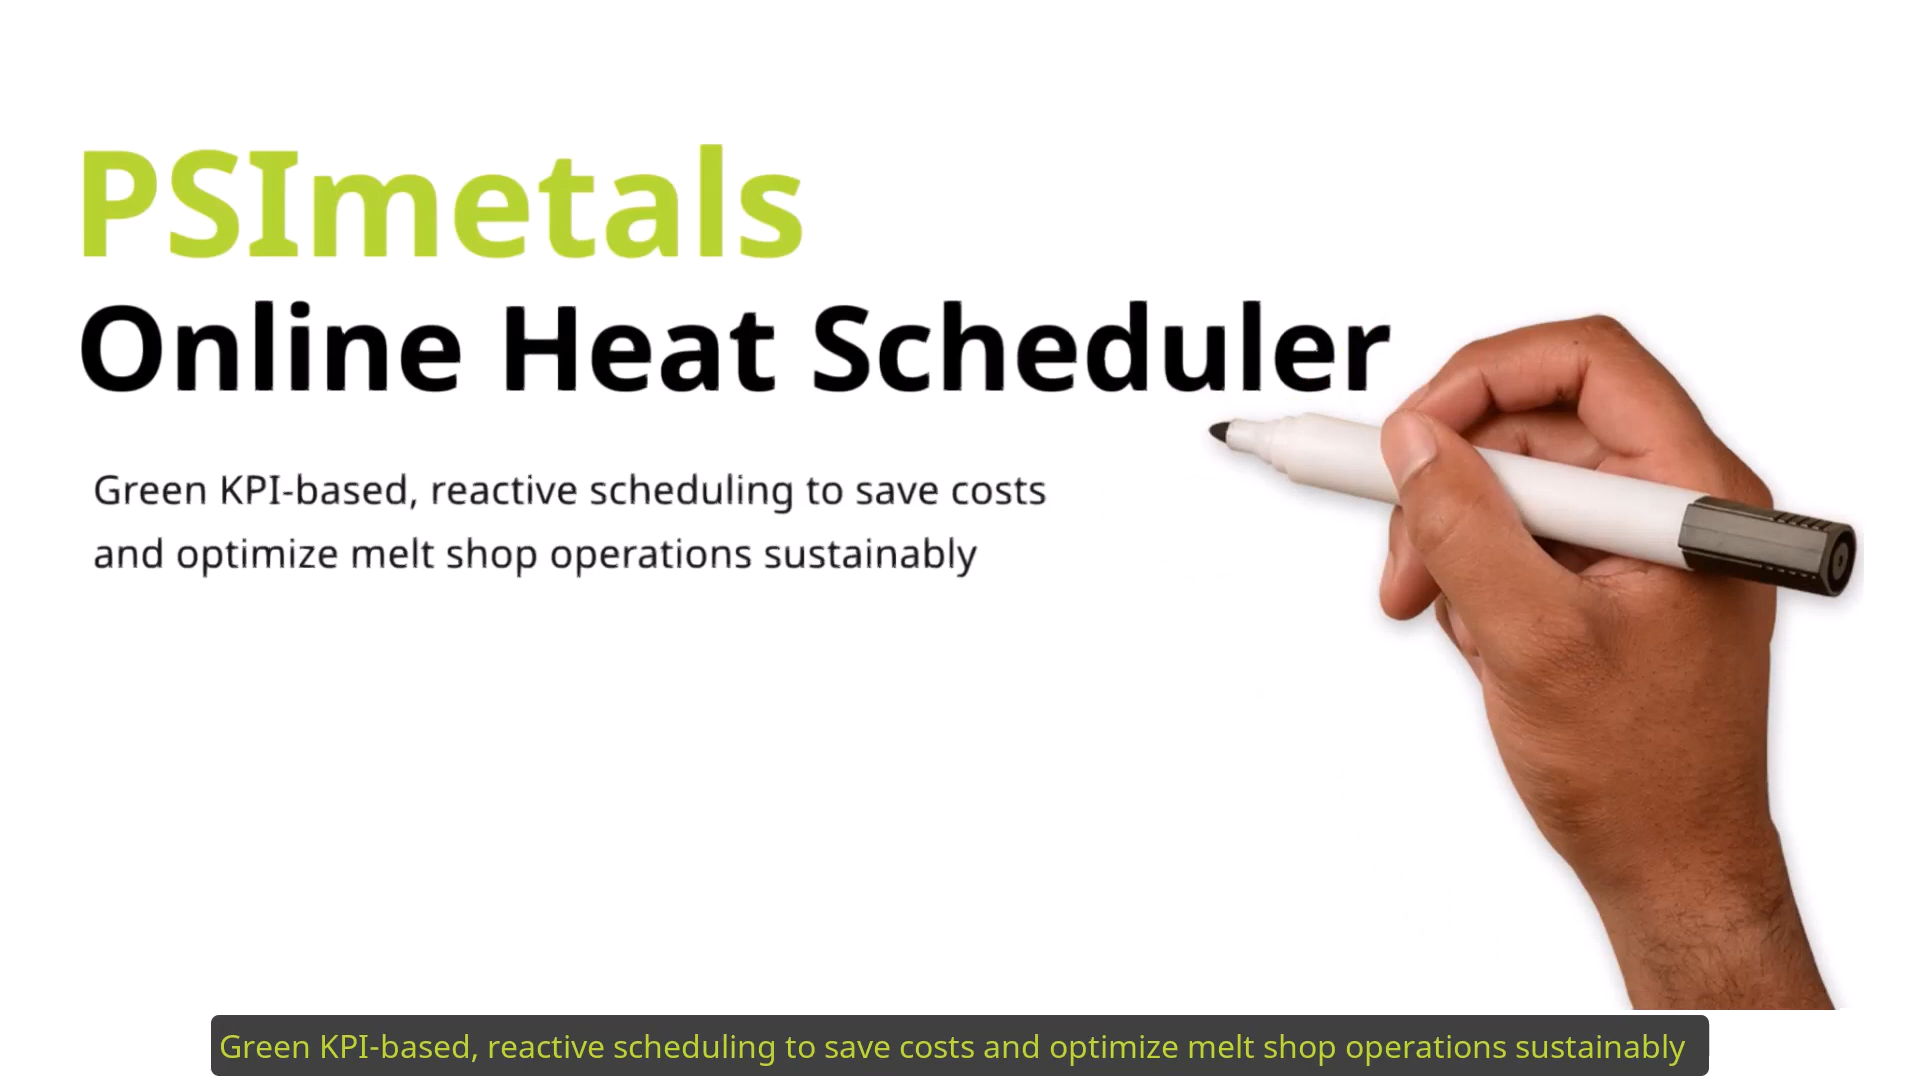 PSImetals
Online Heat Scheduler
Green KPI-based, reactive scheduling to save costs
and optimize melt shop operations sustainably
Green KPI-based, reactive scheduling to save costs and optimize melt shop operations sustainably